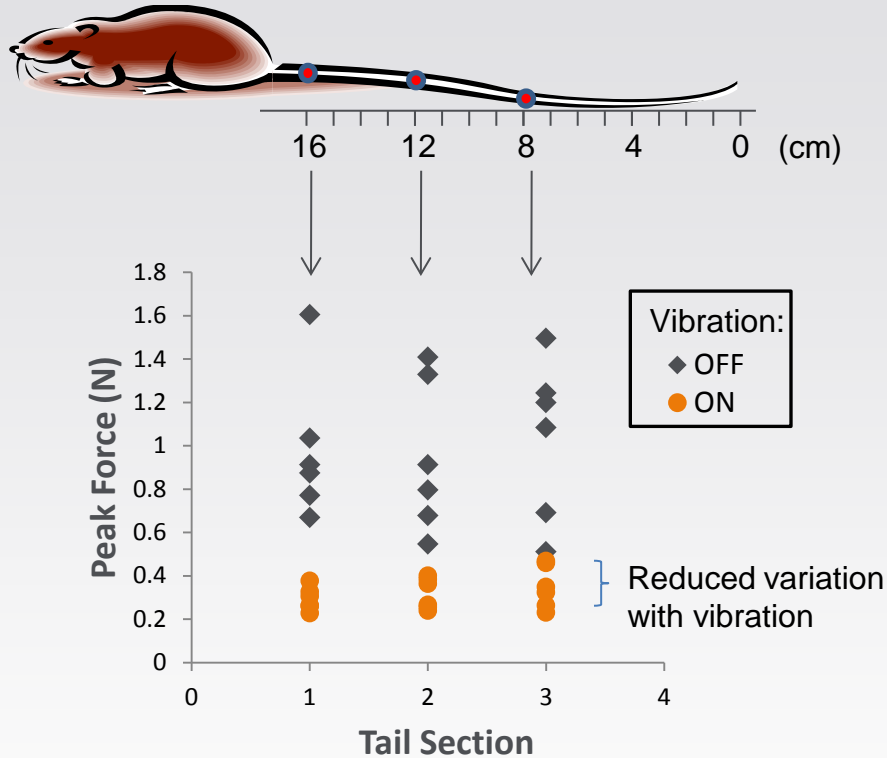 16 12 8 4 0 (cm)
1.8
1.6
1.4
1.2
1
0.8
0.6
0.4
0.2
0
Peak Force (N)
Vibration:
OFF
ON
Reduced variation
with vibration
0 1 2 3 4
Tail Section